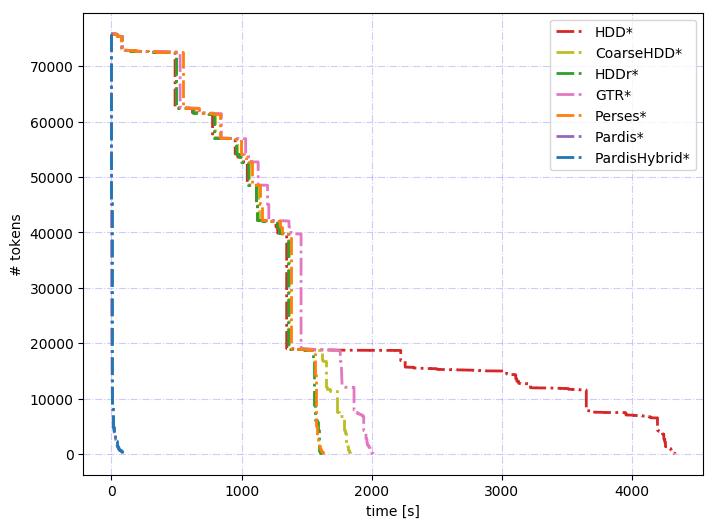 HDD*
CoarseHDD*
HDDr*
GTR*
Perses*
Pardis*
PardisHybrid*
# tokens
70000
60000
50000
40000
30000
20000
10000
0
0 1000 2000 3000 4000
time [s]